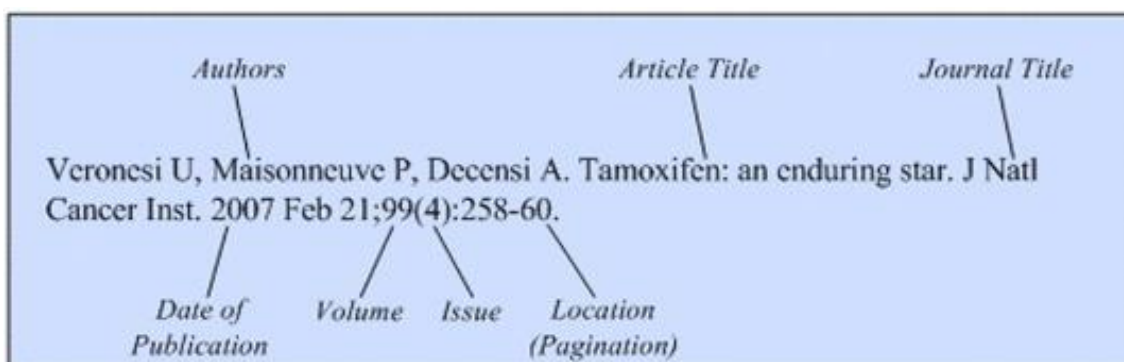 Authors Article Title Journal Title
Veronesi U, Maisonneuve P, Decensi A. Tamoxifen: an enduring star. J Natl
Cancer Inst. 2007 Feb 21;99(4):258-60.
Date of Volume Issue Location
Publication (Pagination)